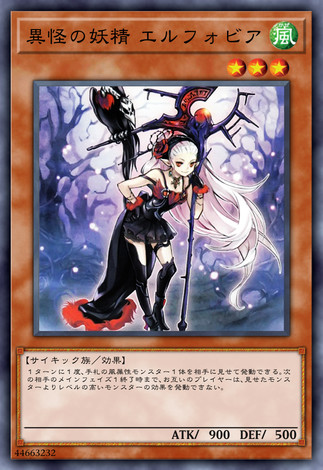 異怪の妖精 エルフォビア
風
【サイキック族／効果】
１ターンに１度、手札の風属性モンスター１体を相手に見せて発動できる。次
の相手のメインフェイズ１終了時まで、お互いのプレイヤーは、見せたモンス
ターよりレベルの高いモンスターの効果を発動できない。
ATK/ 900 DEF/ 500
44663232